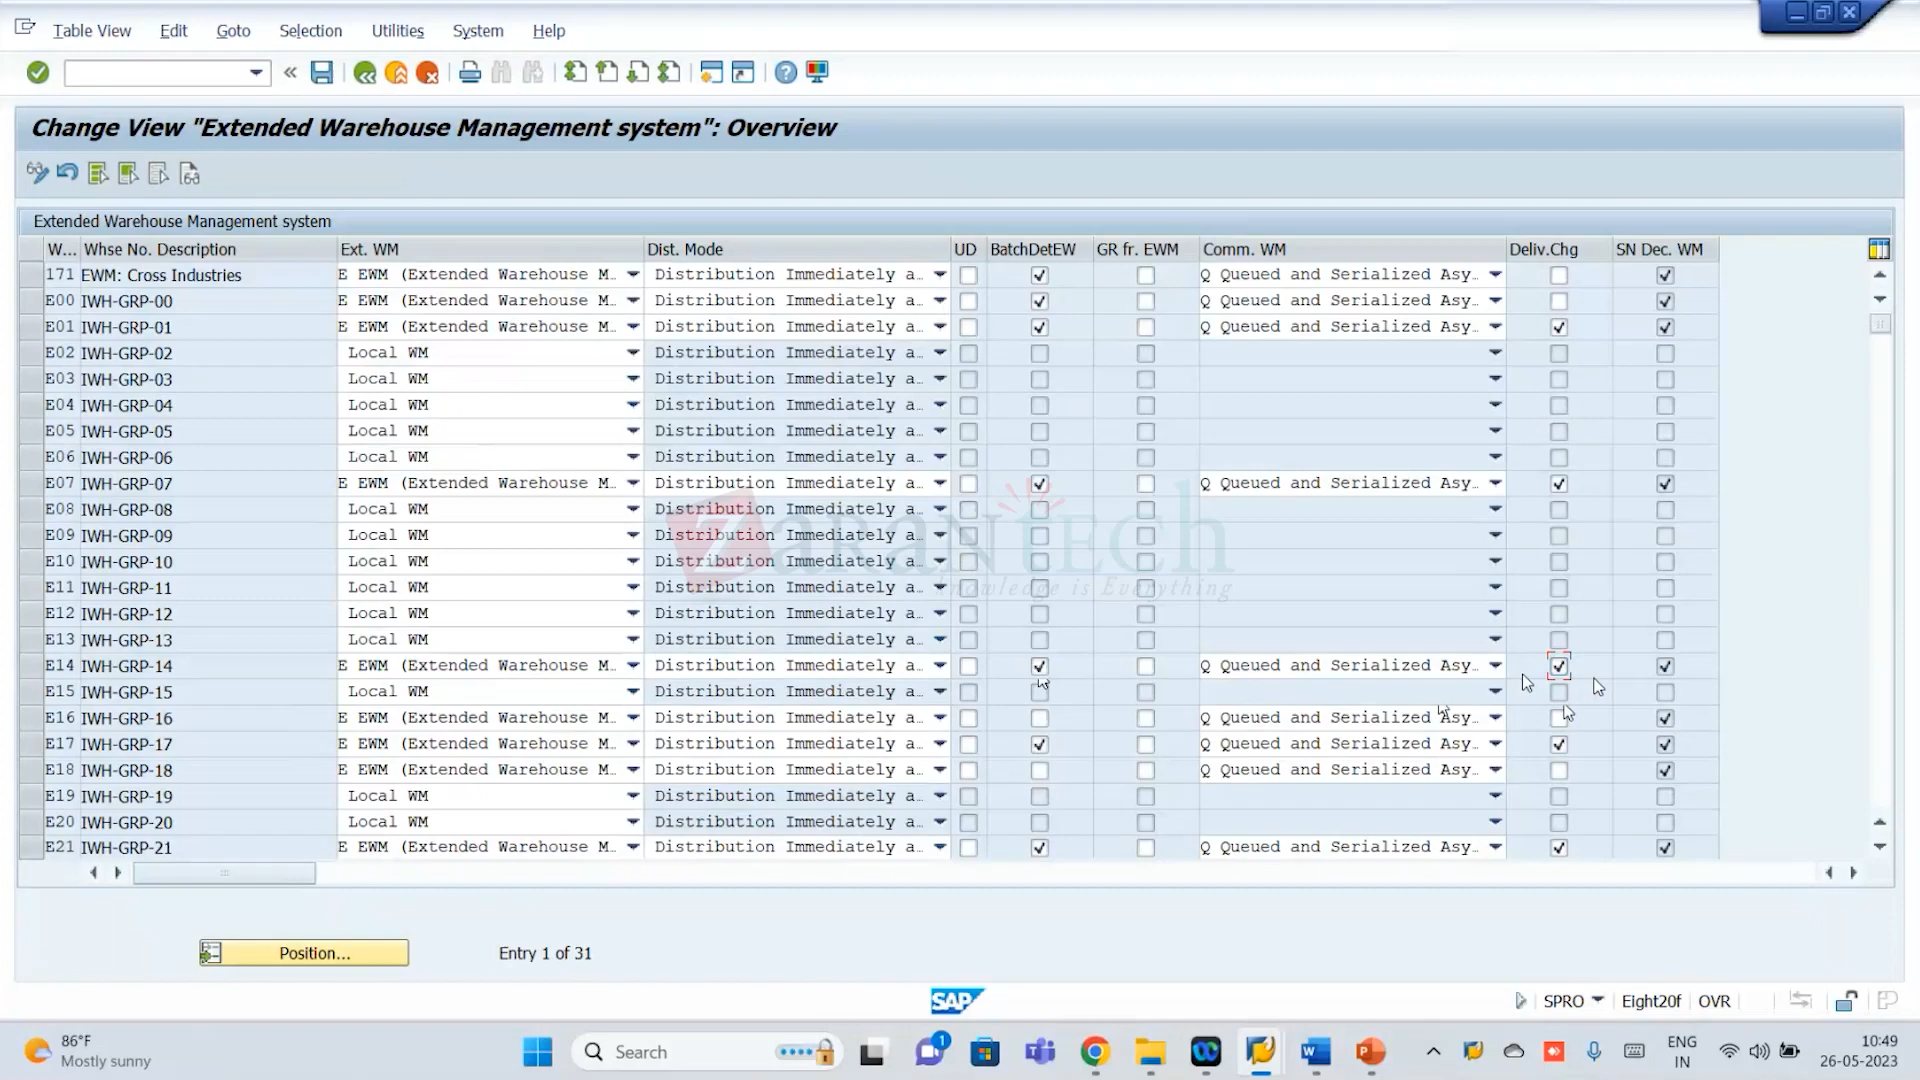 Table View Edit Goto Selection Utilities System Help
Change View "Extended Warehouse Management system": Overview
Extended Warehouse Management system
W... Whse No. Description Ext. WM Dist. Mode UD BatchDetEW GR fr. EWM Comm. WM Deliv.Chg SN Dec. WM
171 EWM: Cross Industries E EWM (Extended Warehouse M… Distribution Immediately a… Q Queued and Serialized Asy…
E00 IWH-GRP-00 E EWM (Extended Warehouse M… Distribution Immediately a… Q Queued and Serialized Asy…
E01 IWH-GRP-01 E EWM (Extended Warehouse M… Distribution Immediately a… Q Queued and Serialized Asy…
E02 IWH-GRP-02 Local WM Distribution Immediately a…
E03 IWH-GRP-03 Local WM Distribution Immediately a…
E04 IWH-GRP-04 Local WM Distribution Immediately a…
E05 IWH-GRP-05 Local WM Distribution Immediately a…
E06 IWH-GRP-06 Local WM Distribution Immediately a…
E07 IWH-GRP-07 E EWM (Extended Warehouse M… Distribution Immediately a… Q Queued and Serialized Asy…
E08 IWH-GRP-08 Local WM Distribution Immediately a…
E09 IWH-GRP-09 Local WM Distribution Immediately a…
E10 IWH-GRP-10 Local WM Distribution Immediately a…
E11 IWH-GRP-11 Local WM Distribution Immediately a…
E12 IWH-GRP-12 Local WM Distribution Immediately a…
E13 IWH-GRP-13 Local WM Distribution Immediately a…
E14 IWH-GRP-14 E EWM (Extended Warehouse M… Distribution Immediately a… Q Queued and Serialized Asy…
E15 IWH-GRP-15 Local WM Distribution Immediately a…
E16 IWH-GRP-16 E EWM (Extended Warehouse M… Distribution Immediately a… Q Queued and Serialized Asy…
E17 IWH-GRP-17 E EWM (Extended Warehouse M… Distribution Immediately a… Q Queued and Serialized Asy…
E18 IWH-GRP-18 E EWM (Extended Warehouse M… Distribution Immediately a… Q Queued and Serialized Asy…
E19 IWH-GRP-19 Local WM Distribution Immediately a…
E20 IWH-GRP-20 Local WM Distribution Immediately a…
E21 IWH-GRP-21 E EWM (Extended Warehouse M… Distribution Immediately a… Q Queued and Serialized Asy…
ZaranTech
Knowledge is Everything
Position... Entry 1 of 31
SAP SPRO Eight20f OVR
86°F
Mostly sunny
Search
1
ENG
IN
10:49
26-05-2023